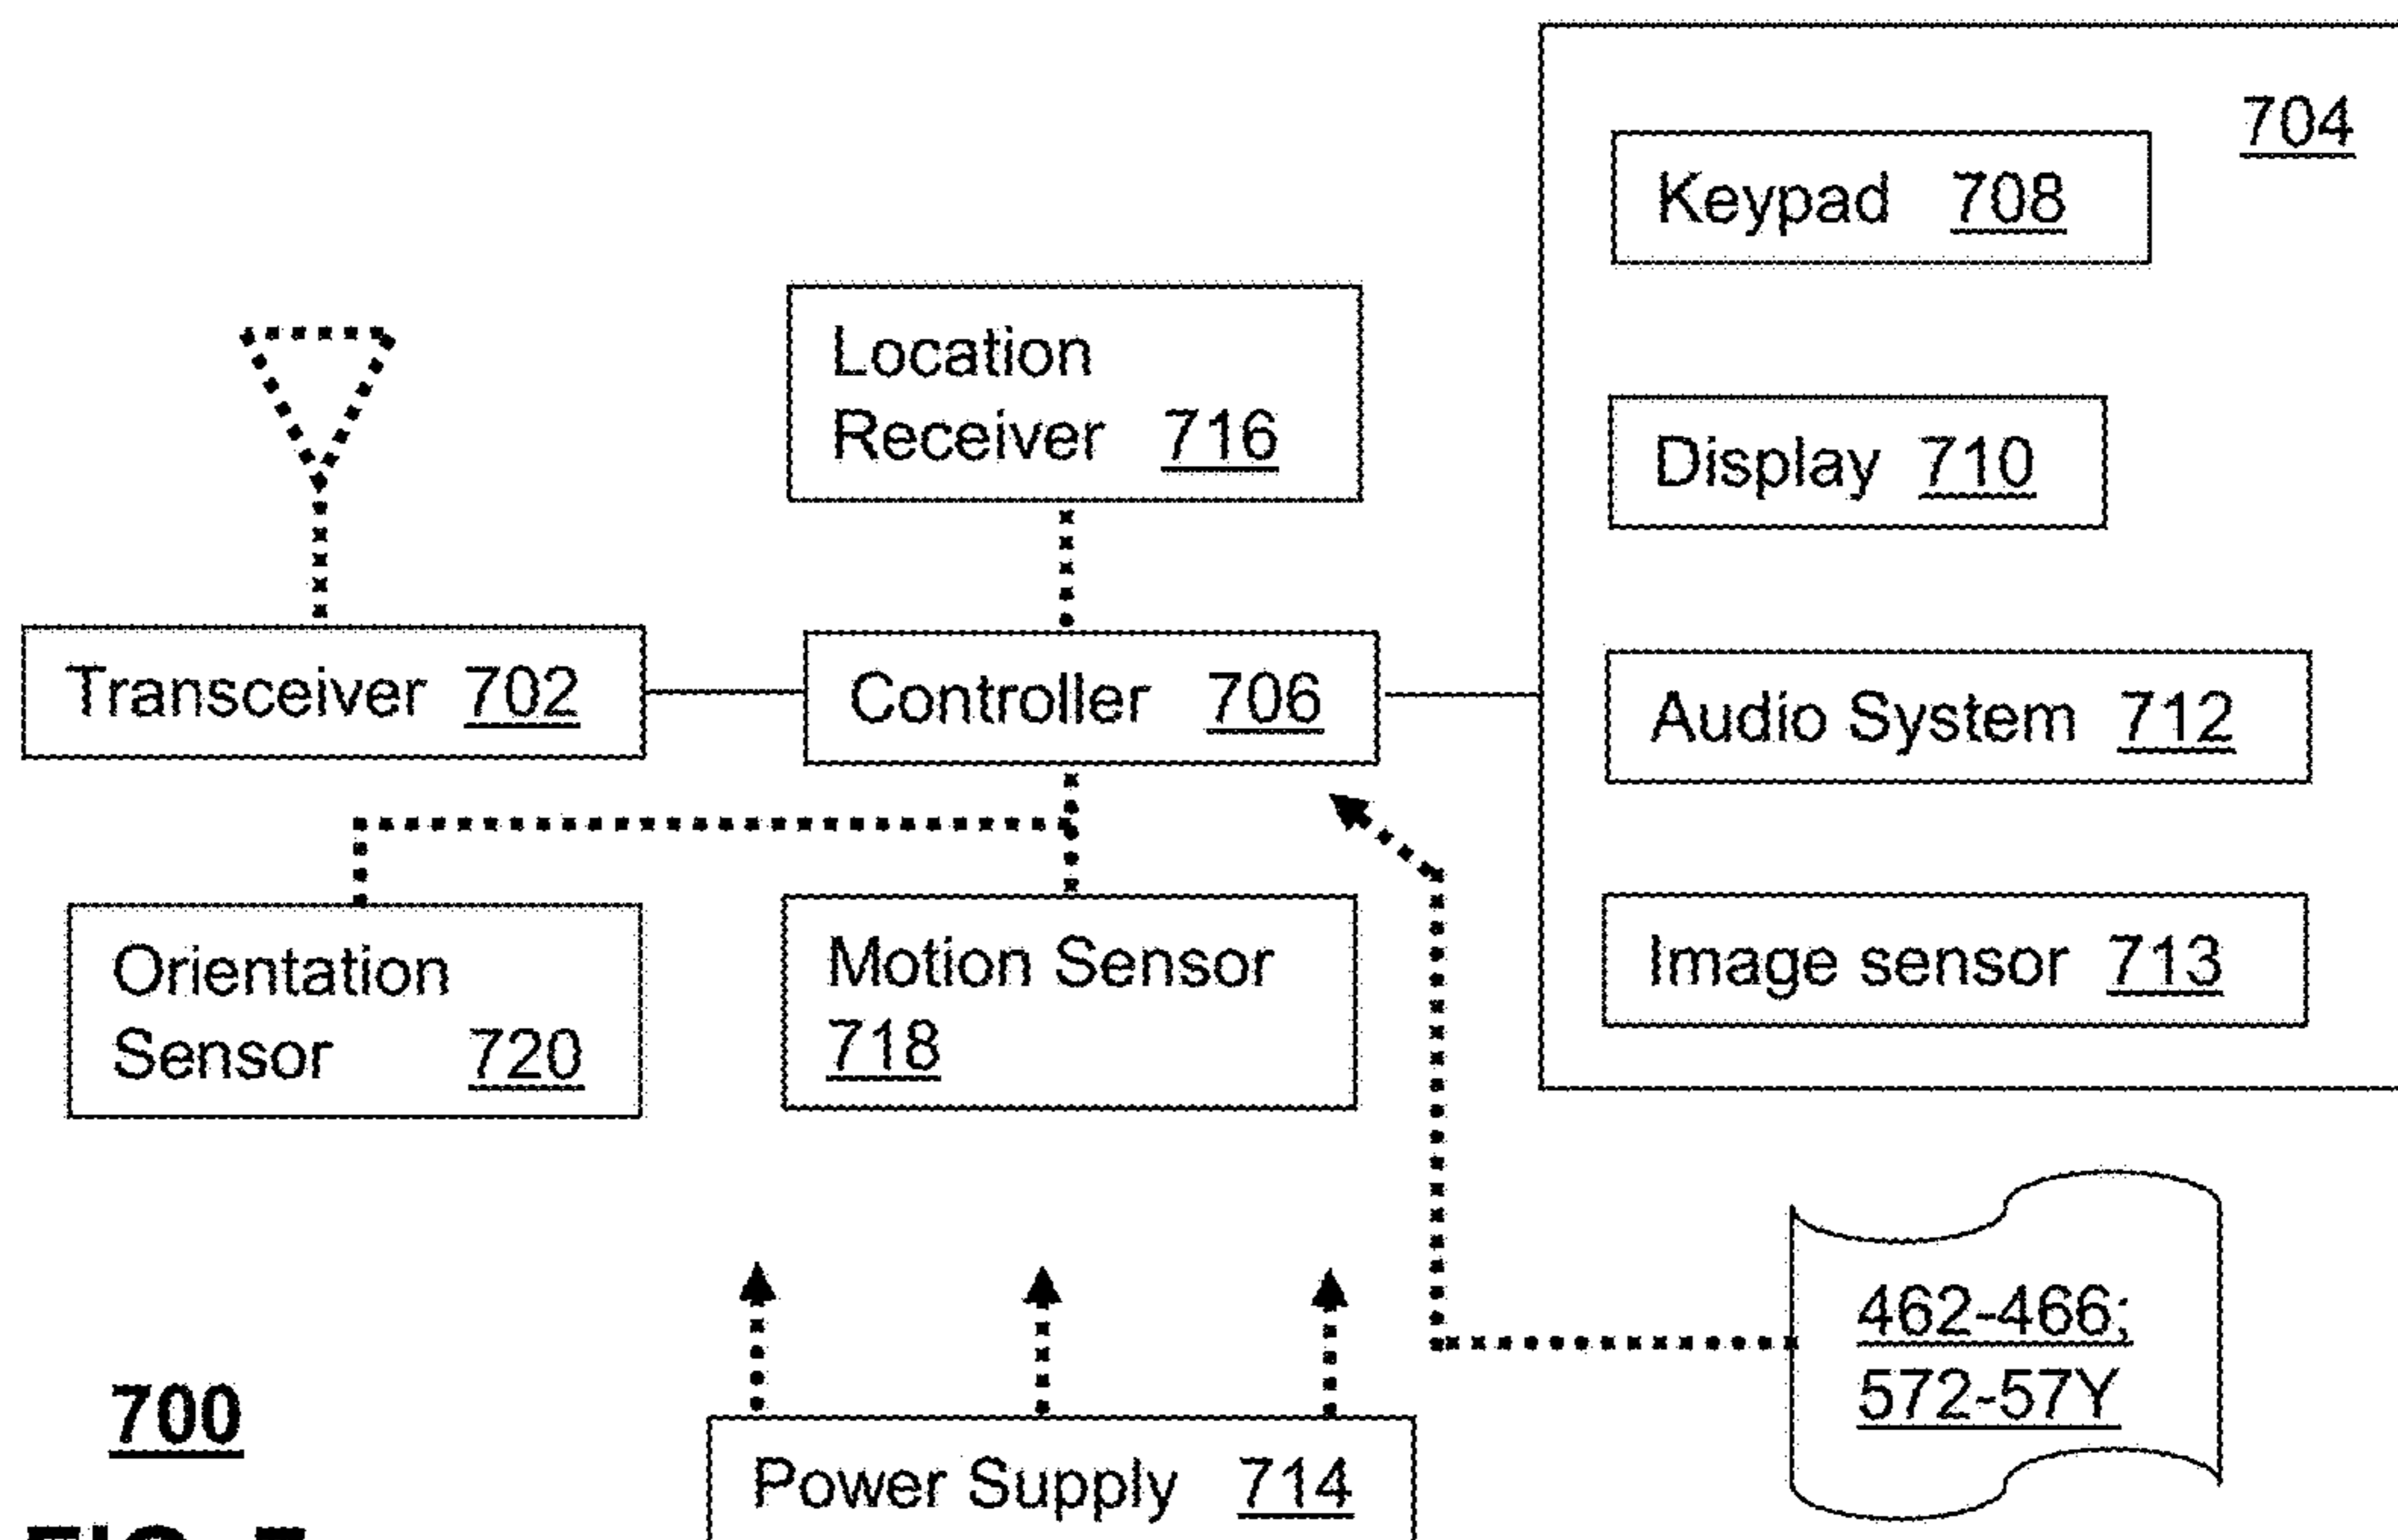 704
Keypad 708
Location
Receiver 716
Display 710
Transceiver 702
Controller 706
Audio System 712
Orientation
Sensor 720
Motion Sensor
718
Image sensor 713
462-466;
572-57Y
700
Power Supply 714